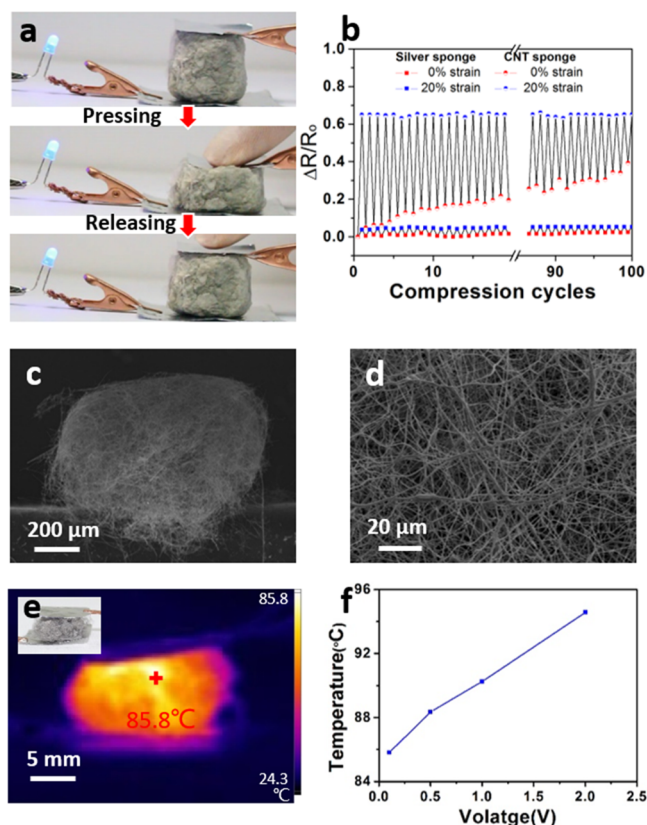 a
Pressing
Releasing
b
1.0
0.8
0.6
0.4
0.2
0.0
ΔR/R₀
Silver sponge CNT sponge
0% strain 0% strain
20% strain 20% strain
1 10 90 100
Compression cycles
c
200 μm
d
20 μm
e
85.8
85.8℃
5 mm
24.3
℃
f
96
92
88
84
Temperature(°C)
0.0 0.5 1.0 1.5 2.0 2.5
Volatge(V)